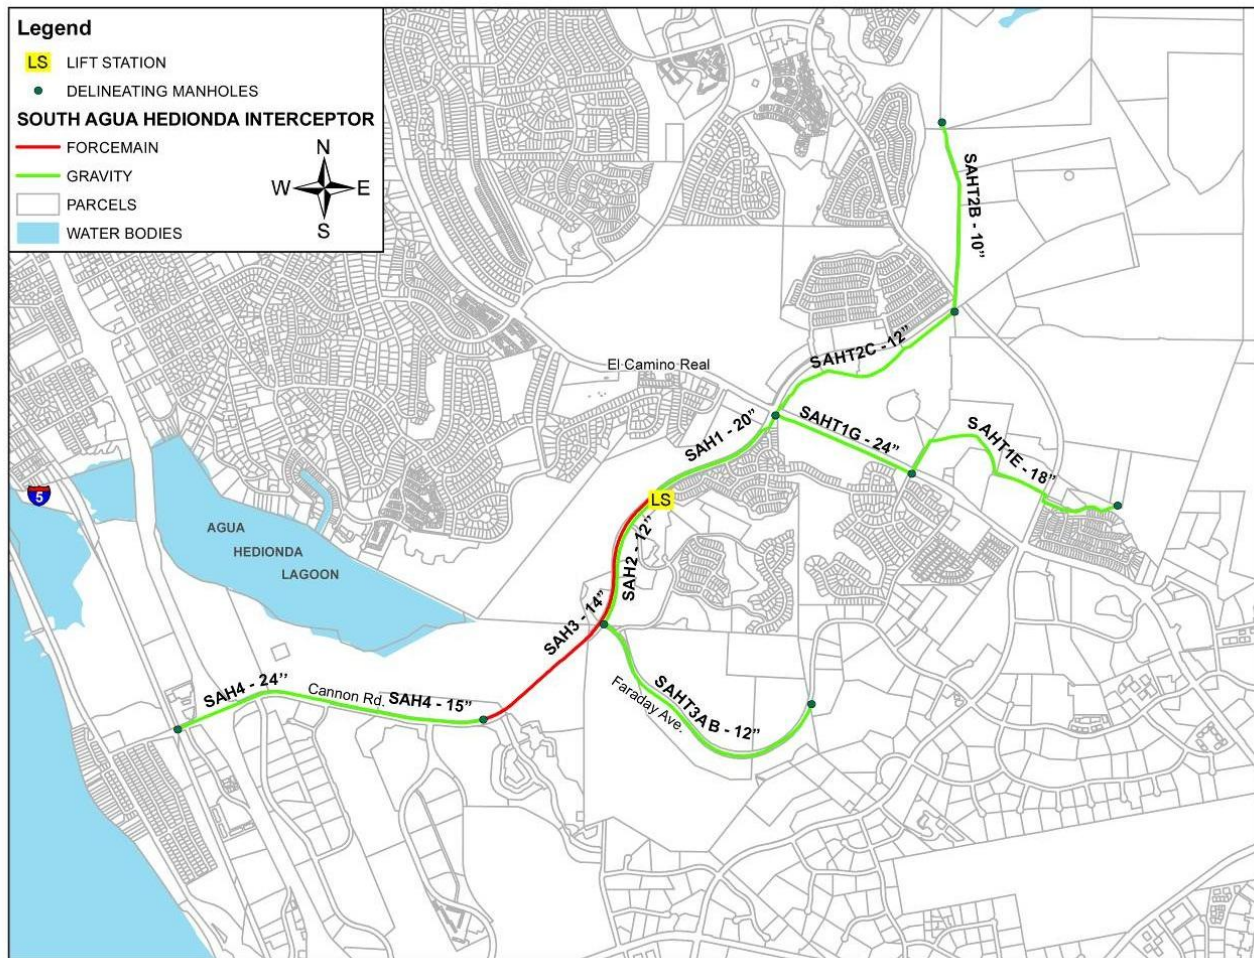 Legend
LS LIFT STATION
DELINEATING MANHOLES
SOUTH AGUA HEDIONDA INTERCEPTOR
FORCEMAIN
GRAVITY
PARCELS
WATER BODIES
N
W E
S
SAHT2B - 10”
SAHT2C - 12”
El Camino Real
SAH1 - 20”
SAHT1G - 24”
SAHT1E - 18”
5
LS
AGUA
HEDIONDA
LAGOON
SAH2 - 12”
SAH3 - 14”
SAH4 - 24’’
Cannon Rd.
SAH4 - 15”
SAHT3AB - 12”
Faraday Ave.